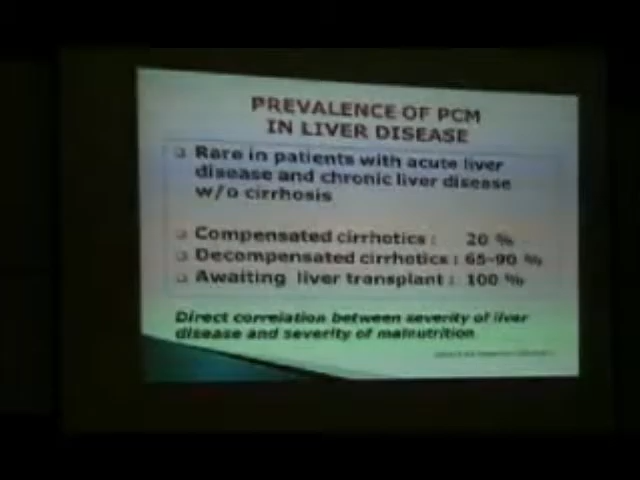 PREVALENCE OF PCM
IN LIVER DISEASE
❑ Rare in patients with acute liver
disease and chronic liver disease
w/o cirrhosis
❑ Compensated cirrhotics : 20 %
❑ Decompensated cirrhotics : 65-90 %
❑ Awaiting liver transplant : 100 %
Direct correlation between severity of liver
disease and severity of malnutrition